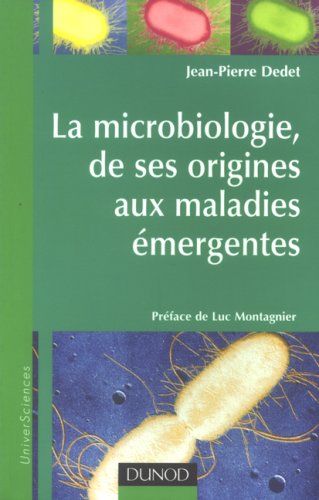 Jean-Pierre Dedet
La microbiologie,
de ses origines
aux maladies
émergentes
Préface de Luc Montagnier
UniverSciences
DUNOD